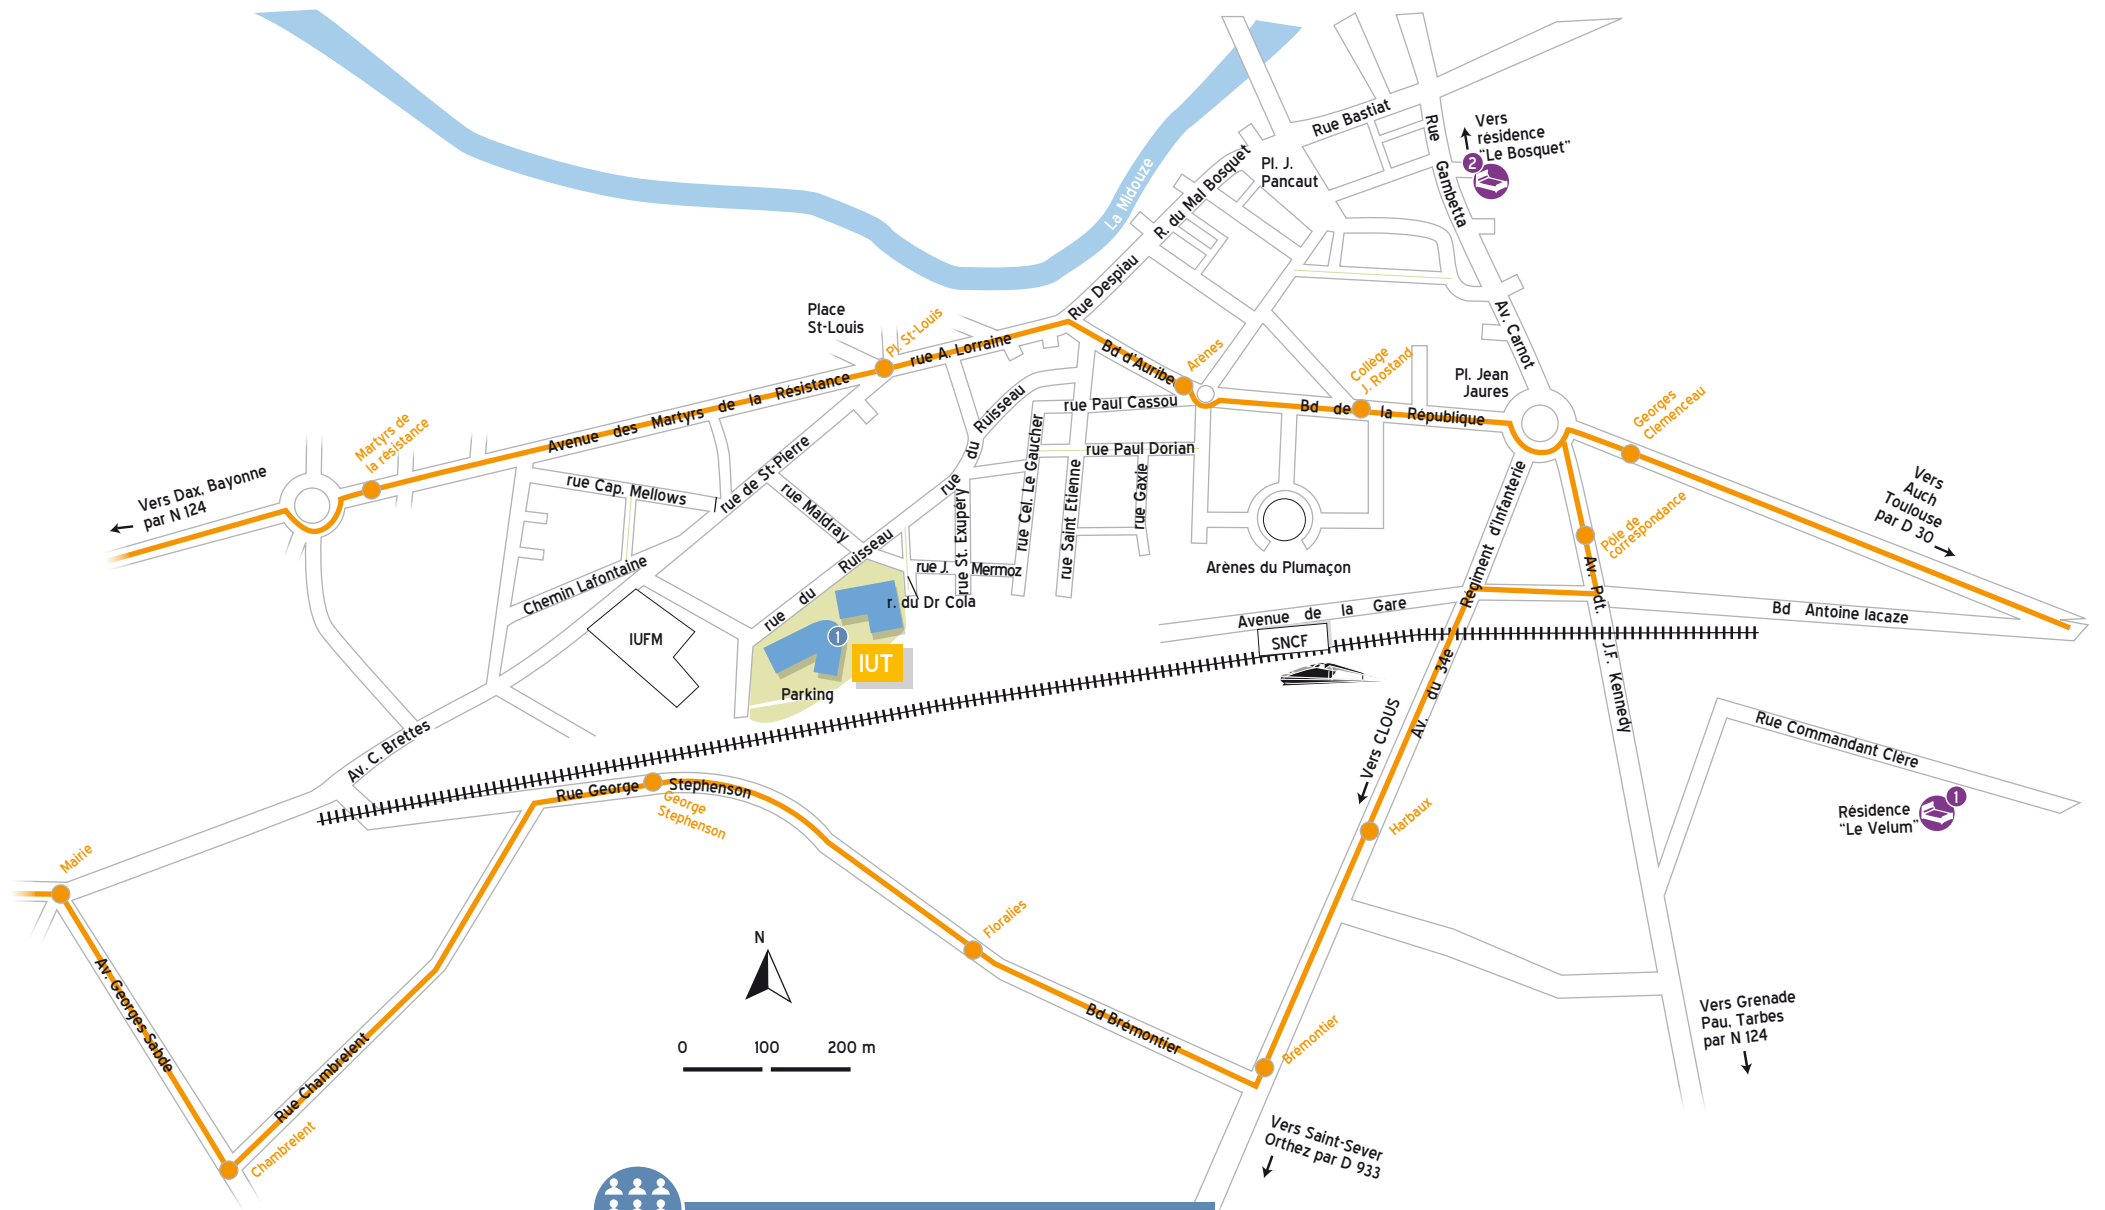 La Midouze
Rue Bastiat
Rue
Gambetta
Vers
résidence
"Le Bosquet"
2
Pl. J.
Pancaut
R. du Mal Bosquet
Rue Despiau
Place
St-Louis
Pl. St-Louis
rue A. Lorraine
Bd d'Auribe
Arènes
Av. Carnot
Collège
J. Rostand
Pl. Jean
Jaures
Bd de la République
Georges
Clemenceau
Avenue des Martyrs de la Résistance
Martyrs de
la résistance
Vers Dax, Bayonne
par N 124
rue Cap. Mellows
rue de St-Pierre
rue Maldray
rue du Ruisseau
rue Paul Cassou
rue Paul Dorian
rue Cel. Le Gaucher
rue Saint Etienne
rue Gaxie
rue St. Exupéry
rue J. Mermoz
r. du Dr Cola
rue du Ruisseau
Chemin Lafontaine
IUFM
1
IUT
Parking
Arènes du Plumaçon
Avenue de la Gare
SNCF
Av. du 34e Régiment d'Infanterie
Pôle de
correspondance
Av. Pdt. J.F. Kennedy
Vers
Auch
Toulouse
par D 30
Bd Antoine lacaze
Rue Commandant Clère
Résidence
"Le Velum"
1
Vers CLOUS
Harbaux
Av. C. Brettes
Rue George Stephenson
George
Stephenson
Mairie
Av. Georges Sabde
Rue Chambrelent
Chambrelent
Floralies
Bd Brémontier
Brémontier
N
0 100 200 m
Vers Grenade
Pau, Tarbes
par N 124
Vers Saint-Sever
Orthez par D 933